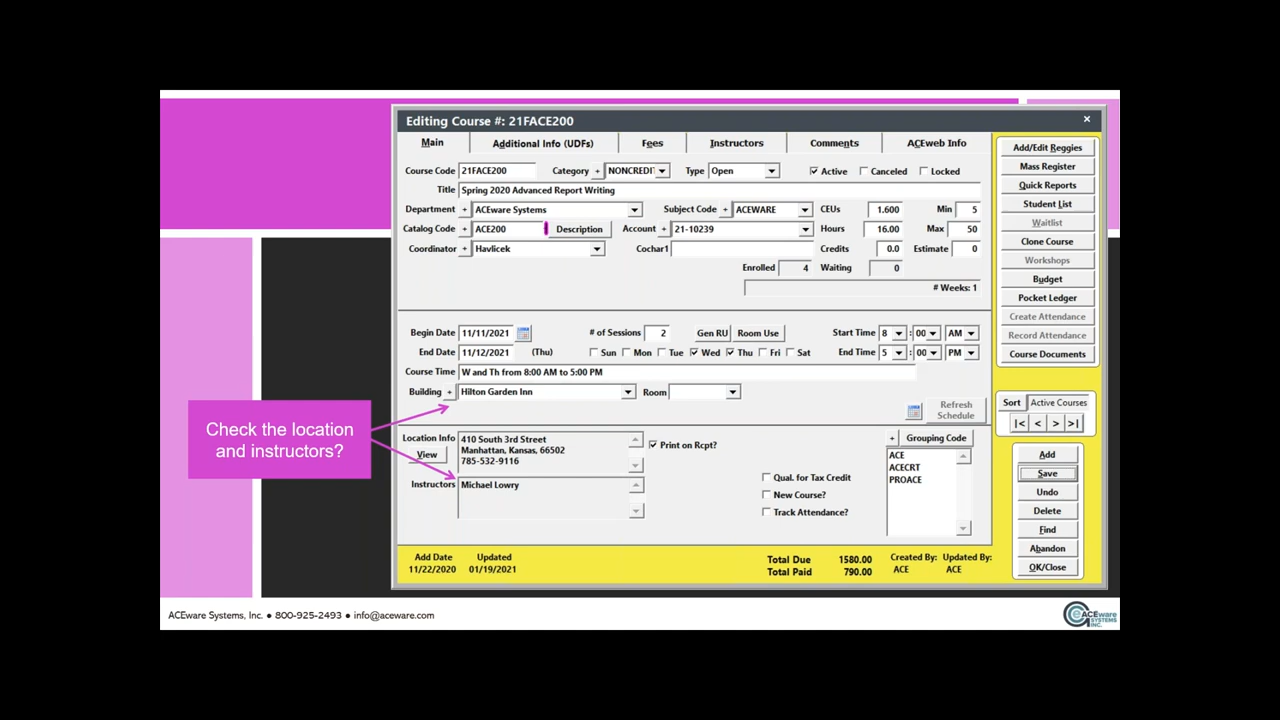 Editing Course #: 21FACE200 ×
Main Additional Info (UDFs) Fees Instructors Comments ACEweb Info
Course Code 21FACE200 Category + NONCREDIT Type Open Active Canceled Locked
Title Spring 2020 Advanced Report Writing
Department + ACEware Systems Subject Code + ACEWARE CEUs 1.600 Min 5
Catalog Code + ACE200 Description Account + 21-10239 Hours 16.00 Max 50
Coordinator + Havlicek Cochar1 Credits 0.0 Estimate 0
Enrolled 4 Waiting 0
# Weeks: 1
Begin Date 11/11/2021 # of Sessions 2 Gen RU Room Use Start Time 8 : 00 AM
End Date 11/12/2021 (Thu) Sun Mon Tue Wed Thu Fri Sat End Time 5 : 00 PM
Course Time W and Th from 8:00 AM to 5:00 PM
Building + Hilton Garden Inn Room
Refresh
Schedule
Check the location
and instructors?
Location Info
View
410 South 3rd Street
Manhattan, Kansas, 66502
785-532-9116
Print on Rcpt?
Instructors Michael Lowry
Qual. for Tax Credit
New Course?
Track Attendance?
+ Grouping Code
ACE
ACECRT
PROACE
Add Date Updated
11/22/2020 01/19/2021
Total Due 1580.00
Total Paid 790.00
Created By: Updated By:
ACE ACE
Add/Edit Reggies
Mass Register
Quick Reports
Student List
Waitlist
Clone Course
Workshops
Budget
Pocket Ledger
Create Attendance
Record Attendance
Course Documents
Sort Active Courses
|< < > >|
Add
Save
Undo
Delete
Find
Abandon
OK/Close
ACEware Systems, Inc. ● 800-925-2493 ● info@aceware.com
ACEware
SYSTEMS
INC.